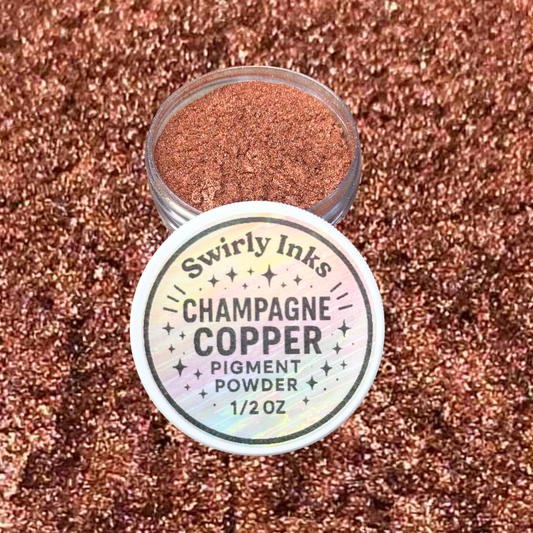 Swirly Inks
CHAMPAGNE
COPPER
PIGMENT
POWDER
1/2 OZ